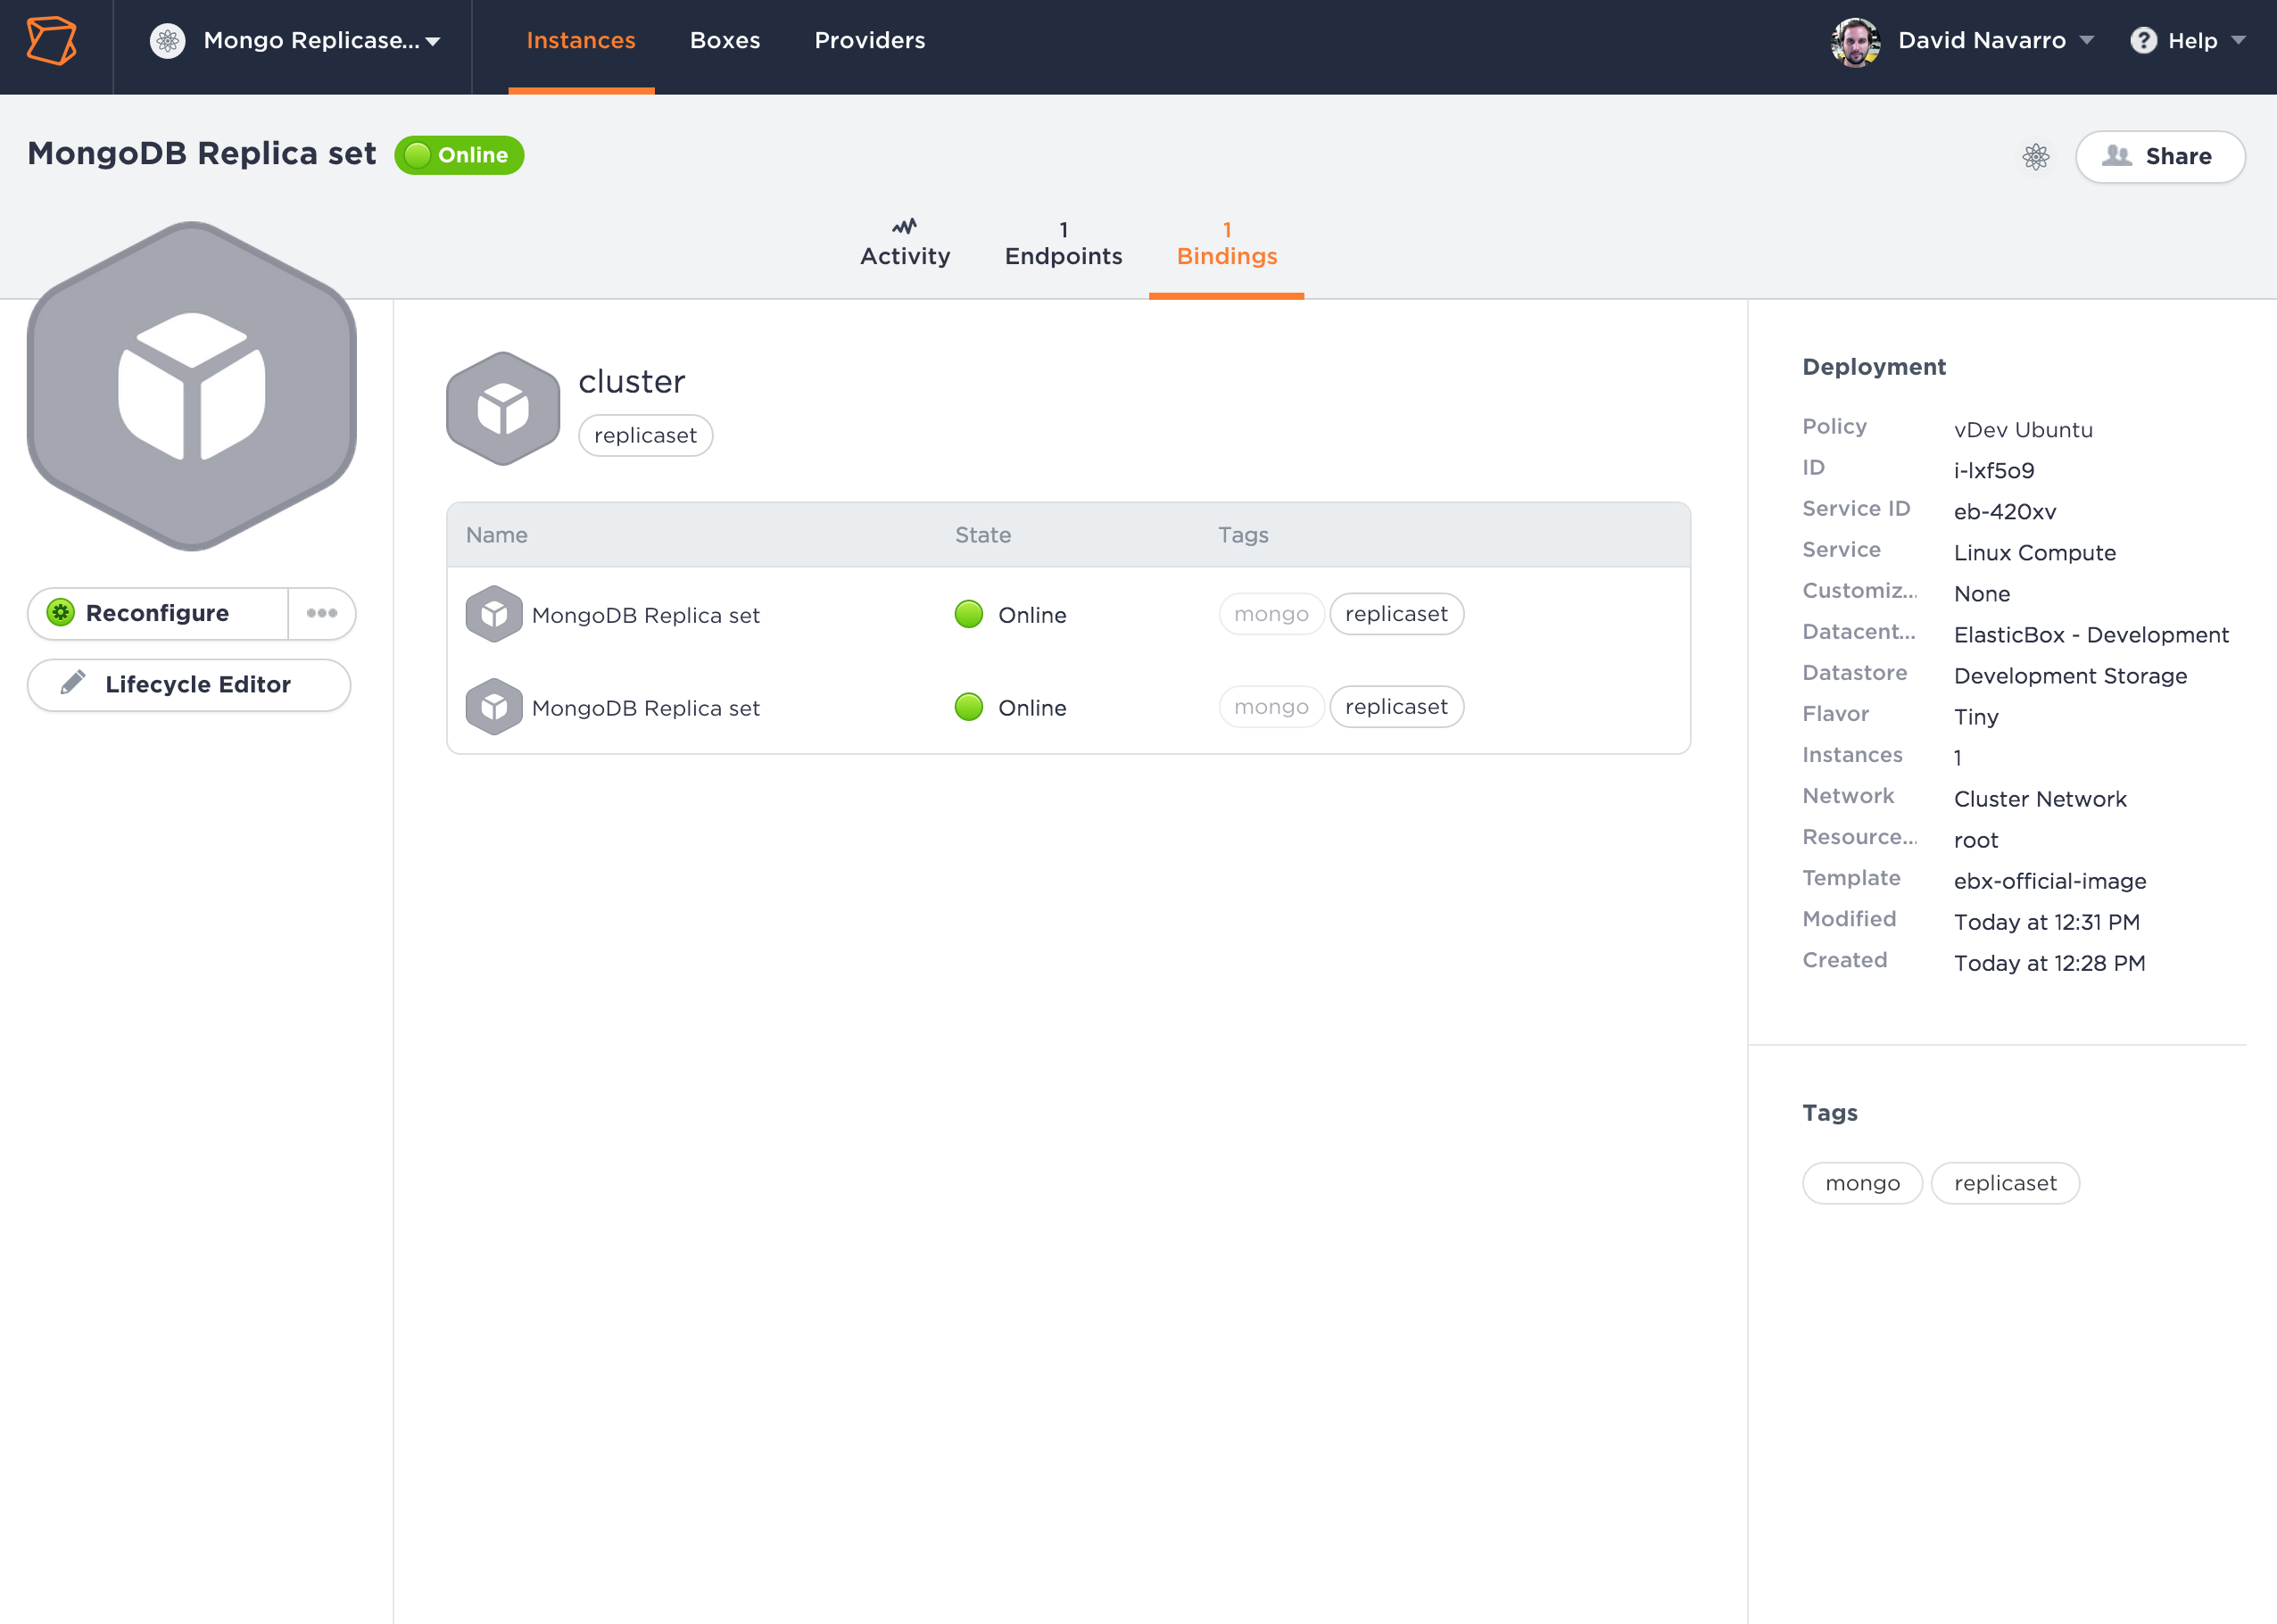 Mongo Replicase...
Instances
Boxes
Providers
David Navarro
? Help
MongoDB Replica set
Online
Share
Activity
1
Endpoints
1
Bindings
Reconfigure
Lifecycle Editor
cluster
replicaset
Name State Tags
MongoDB Replica set Online mongo replicaset
MongoDB Replica set Online mongo replicaset
Deployment
Policy vDev Ubuntu
ID i-lxf5o9
Service ID eb-420xv
Service Linux Compute
Customiz... None
Datacent... ElasticBox - Development
Datastore Development Storage
Flavor Tiny
Instances 1
Network Cluster Network
Resource... root
Template ebx-official-image
Modified Today at 12:31 PM
Created Today at 12:28 PM
Tags
mongo replicaset